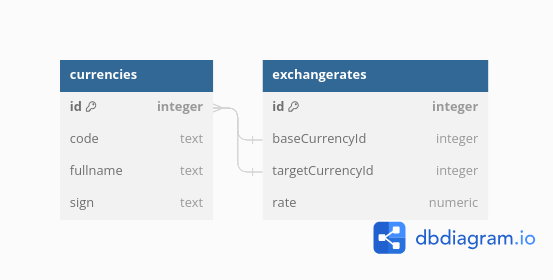 currencies
id integer
code text
fullname text
sign text
exchangerates
id integer
baseCurrencyId integer
targetCurrencyId integer
rate numeric
dbdiagram.io